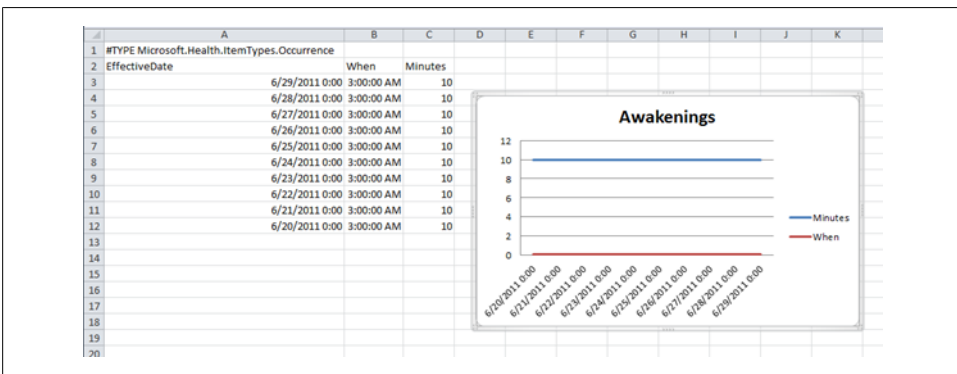 A B C D E F G H I J K
1 #TYPE Microsoft.Health.ItemTypes.Occurrence
2 EffectiveDate When Minutes
3 6/29/2011 0:00 3:00:00 AM 10
4 6/28/2011 0:00 3:00:00 AM 10
5 6/27/2011 0:00 3:00:00 AM 10
6 6/26/2011 0:00 3:00:00 AM 10
7 6/25/2011 0:00 3:00:00 AM 10
8 6/24/2011 0:00 3:00:00 AM 10
9 6/23/2011 0:00 3:00:00 AM 10
10 6/22/2011 0:00 3:00:00 AM 10
11 6/21/2011 0:00 3:00:00 AM 10
12 6/20/2011 0:00 3:00:00 AM 10
13
14
15
16
17
18
19
20
Awakenings
12
10
8
6
4
2
0
Minutes
When
6/20/2011 0:00
6/21/2011 0:00
6/22/2011 0:00
6/23/2011 0:00
6/24/2011 0:00
6/25/2011 0:00
6/26/2011 0:00
6/27/2011 0:00
6/28/2011 0:00
6/29/2011 0:00